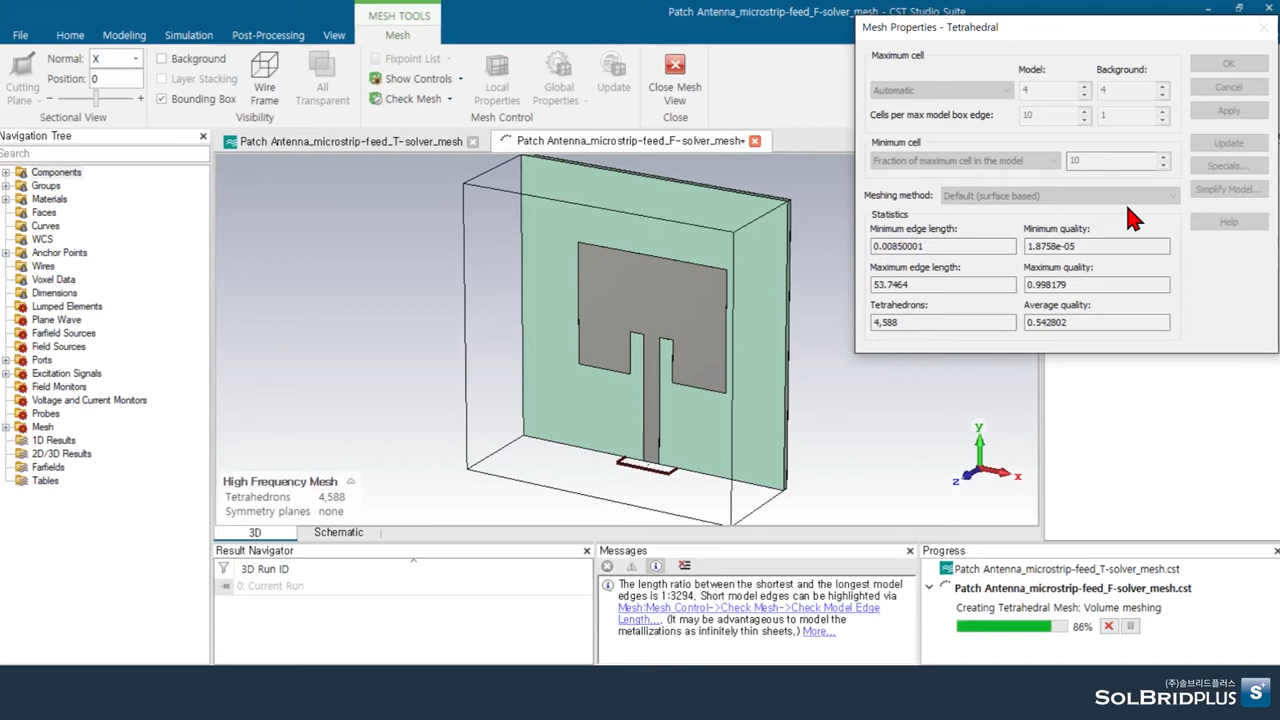 MESH TOOLS
Patch Antenna_microstrip-feed_F-solver_mesh* - CST Studio Suite
File Home Modeling Simulation Post-Processing View Mesh
Cutting Plane
Normal: X
Position: 0
Sectional View
Background
Layer Stacking
Bounding Box
Wire Frame
All Transparent
Visibility
Fixpoint List
Show Controls
Check Mesh
Local Properties
Global Properties
Update
Mesh Control
Close Mesh View
Close
Navigation Tree
Search
Components
Groups
Materials
Faces
Curves
WCS
Anchor Points
Wires
Voxel Data
Dimensions
Lumped Elements
Plane Wave
Farfield Sources
Field Sources
Ports
Excitation Signals
Field Monitors
Voltage and Current Monitors
Probes
Mesh
1D Results
2D/3D Results
Farfields
Tables
Patch Antenna_microstrip-feed_T-solver_mesh
Patch Antenna_microstrip-feed_F-solver_mesh*
High Frequency Mesh
Tetrahedrons 4,588
Symmetry planes none
y
x
z
3D Schematic
Mesh Properties - Tetrahedral
Maximum cell
Model: Background:
Automatic 4 4
Cells per max model box edge: 10 1
Minimum cell
Fraction of maximum cell in the model 10
Meshing method: Default (surface based)
Statistics
Minimum edge length: Minimum quality:
0.00850001 1.8758e-05
Maximum edge length: Maximum quality:
53.7464 0.998179
Tetrahedrons: Average quality:
4,588 0.542802
OK
Cancel
Apply
Update
Specials...
Simplify Model...
Help
Result Navigator
3D Run ID
0: Current Run
Messages
The length ratio between the shortest and the longest model
edges is 1:3294. Short model edges can be highlighted via
Mesh:Mesh Control->Check Mesh->Check Model Edge
Length.... (It may be advantageous to model the
metallizations as infinitely thin sheets.) More...
Progress
Patch Antenna_microstrip-feed_T-solver_mesh.cst
Patch Antenna_microstrip-feed_F-solver_mesh.cst
Creating Tetrahedral Mesh: Volume meshing
86%
(주)솔브리드플러스
SOLBRIDPLUS
S+